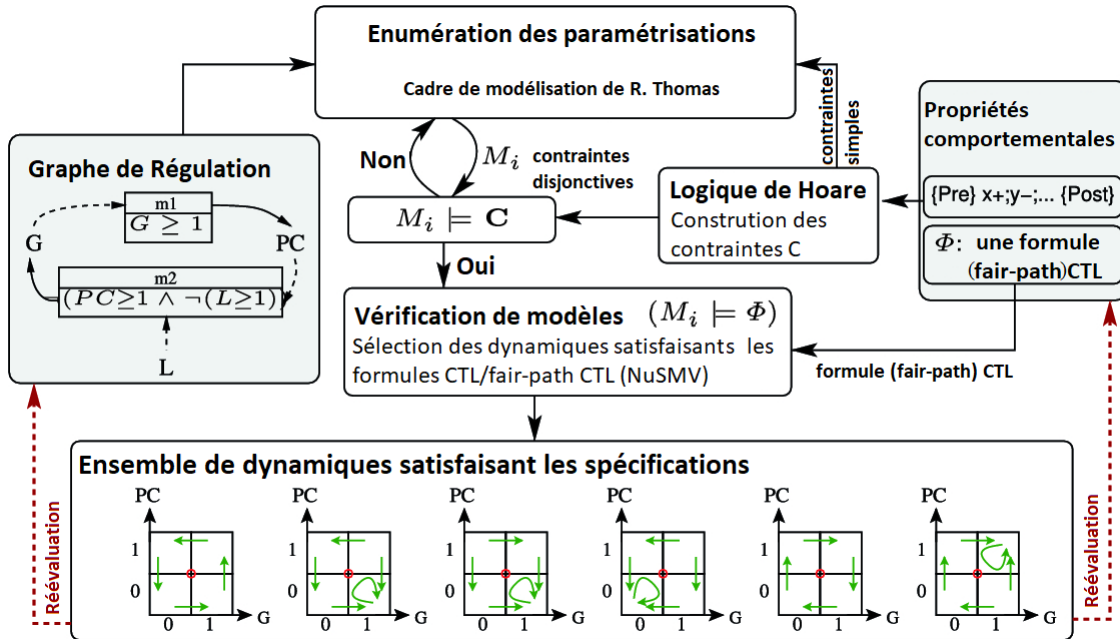 Enumération des paramétrisations
Cadre de modélisation de R. Thomas
contraintes
simples
Propriétés
comportementales
{Pre} x+;y−;... {Post}
Φ: une formule
(fair-path)CTL
Graphe de Régulation
m1
G ≥ 1
G
PC
m2
(PC≥1 ∧ ¬(L≥1)
L
Non
M_i contraintes
disjonctives
M_i ⊨ C
Oui
Logique de Hoare
Constrution des
contraintes C
Vérification de modèles (M_i ⊨ Φ)
Sélection des dynamiques satisfaisants les
formules CTL/fair-path CTL (NuSMV)
formule (fair-path) CTL
Réévaluation
Réévaluation
Ensemble de dynamiques satisfaisant les spécifications
PC PC PC PC PC PC
1 1 1 1 1 1
0 0 0 0 0 0
0 1 G 0 1 G 0 1 G 0 1 G 0 1 G 0 1 G